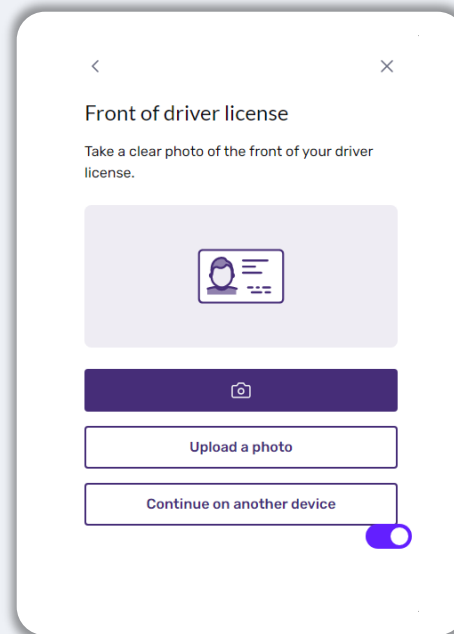 Front of driver license
Take a clear photo of the front of your driver
license.
Upload a photo
Continue on another device